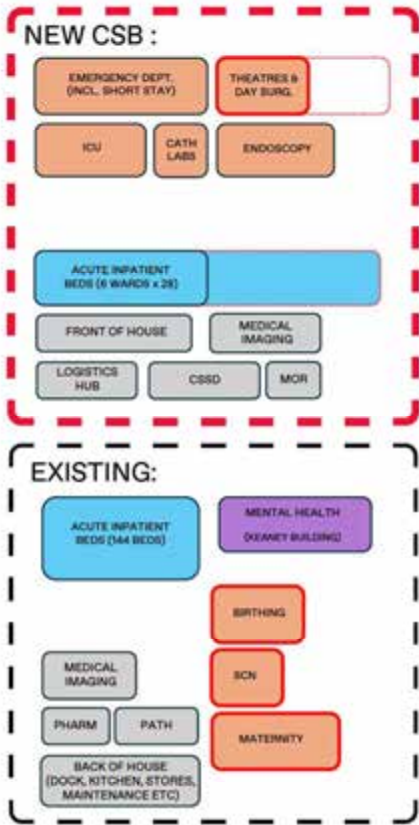 NEW CSB :
EMERGENCY DEPT.
(INCL. SHORT STAY)
THEATRES &
DAY SURG.
ICU
CATH
LABS
ENDOSCOPY
ACUTE INPATIENT
BEDS (6 WARDS x 28)
FRONT OF HOUSE
MEDICAL
IMAGING
LOGISTICS
HUB
CSSD
MOR
EXISTING:
ACUTE INPATIENT
BEDS (144 BEDS)
MENTAL HEALTH
(KEANEY BUILDING)
BIRTHING
SCN
MEDICAL
IMAGING
PHARM
PATH
MATERNITY
BACK OF HOUSE
(DOCK, KITCHEN, STORES,
MAINTENANCE ETC)